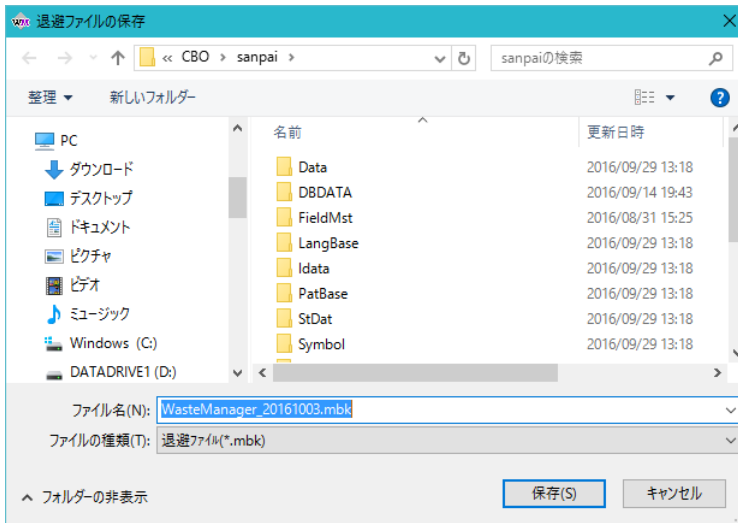 退避ファイルの保存
« CBO › sanpai ›
sanpaiの検索
整理 ▼ 新しいフォルダー
PC
ダウンロード
デスクトップ
ドキュメント
ピクチャ
ビデオ
ミュージック
Windows (C:)
DATADRIVE1 (D:)
名前 更新日時
Data 2016/09/29 13:18
DBDATA 2016/09/14 19:43
FieldMst 2016/08/31 15:25
LangBase 2016/09/29 13:18
ldata 2016/09/29 13:18
PatBase 2016/09/29 13:18
StDat 2016/09/29 13:18
Symbol 2016/09/29 13:18
ファイル名(N): WasteManager_20161003.mbk
ファイルの種類(T): 退避ﾌｧｲﾙ(*.mbk)
フォルダーの非表示
保存(S) キャンセル